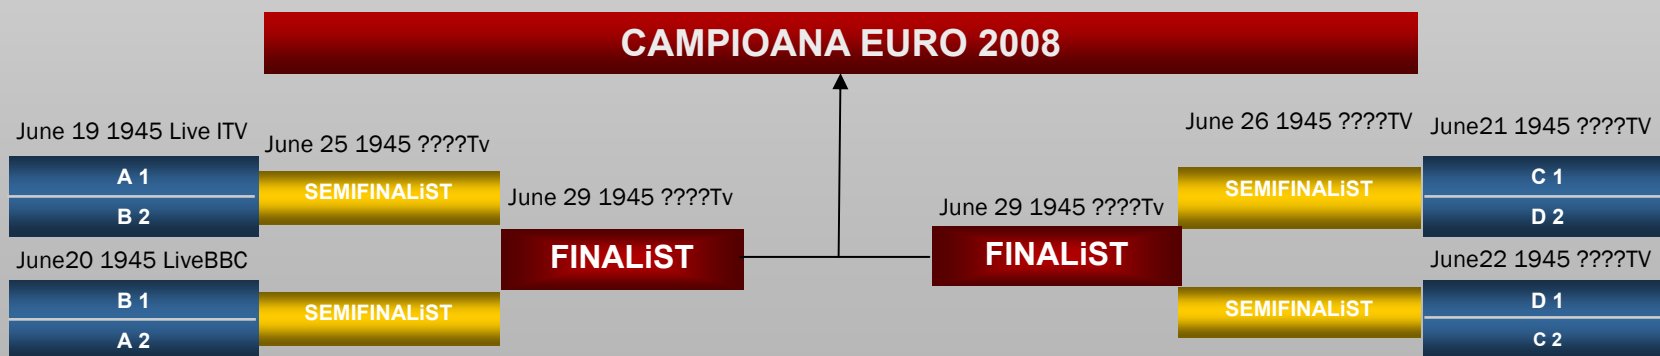 CAMPIOANA EURO 2008
June 19 1945 Live ITV
A 1
B 2
June20 1945 LiveBBC
B 1
A 2
June 25 1945 ????Tv
SEMIFINALiST
SEMIFINALiST
June 29 1945 ????Tv
FINALiST
June 29 1945 ????Tv
FINALiST
June 26 1945 ????TV
SEMIFINALiST
SEMIFINALiST
June21 1945 ????TV
C 1
D 2
June22 1945 ????TV
D 1
C 2